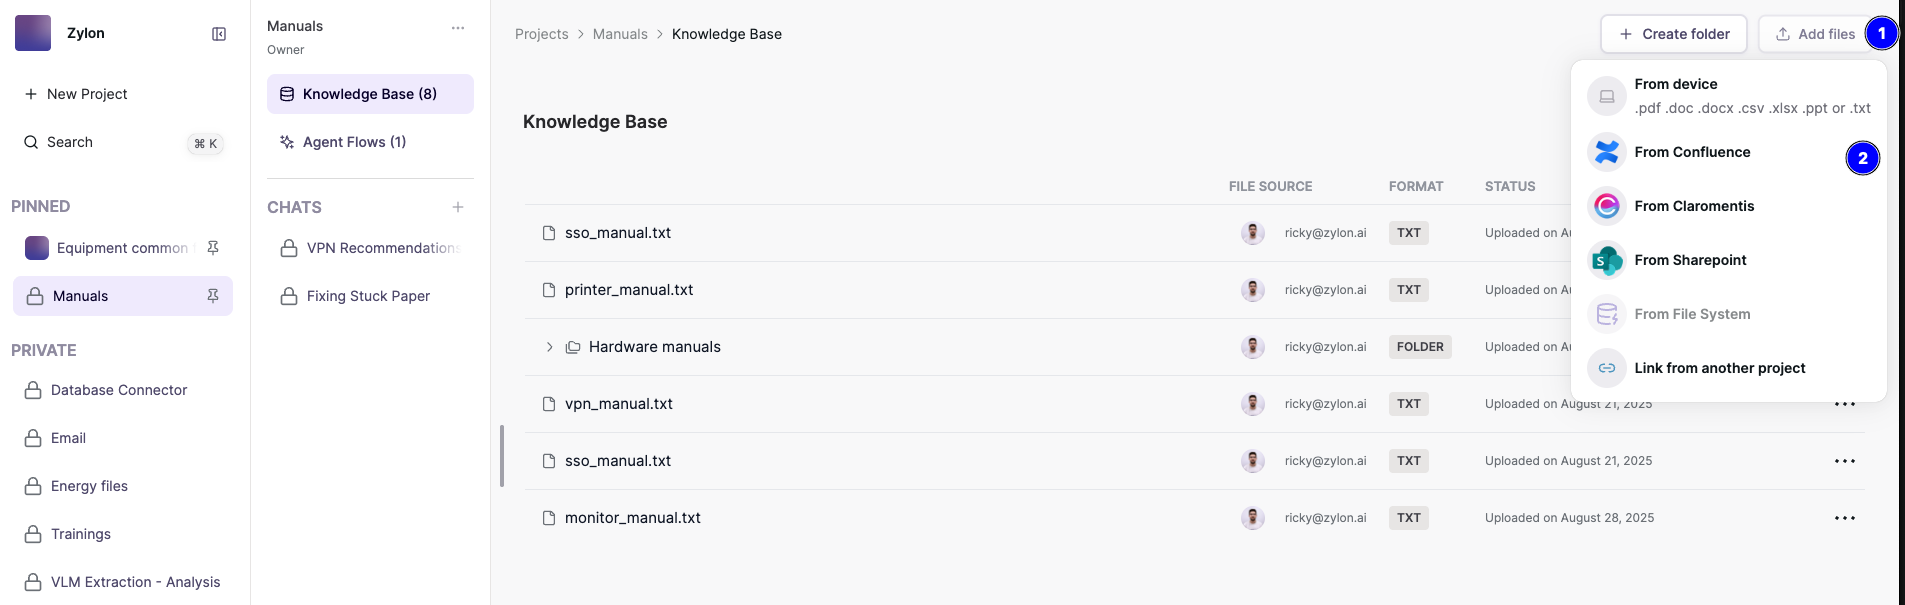 Zylon
New Project
Search
⌘ K
PINNED
Equipment common
Manuals
PRIVATE
Database Connector
Email
Energy files
Trainings
VLM Extraction - Analysis
Manuals
Owner
Knowledge Base (8)
Agent Flows (1)
CHATS
VPN Recommendations
Fixing Stuck Paper
Projects > Manuals > Knowledge Base
Create folder
Add files
1
From device
.pdf .doc .docx .csv .xlsx .ppt or .txt
From Confluence
2
From Claromentis
From Sharepoint
From File System
Link from another project
Knowledge Base
FILE SOURCE FORMAT STATUS
sso_manual.txt ricky@zylon.ai TXT Uploaded on
printer_manual.txt ricky@zylon.ai TXT Uploaded on
Hardware manuals ricky@zylon.ai FOLDER Uploaded on
vpn_manual.txt ricky@zylon.ai TXT Uploaded on August 21, 2025
sso_manual.txt ricky@zylon.ai TXT Uploaded on August 21, 2025
monitor_manual.txt ricky@zylon.ai TXT Uploaded on August 28, 2025